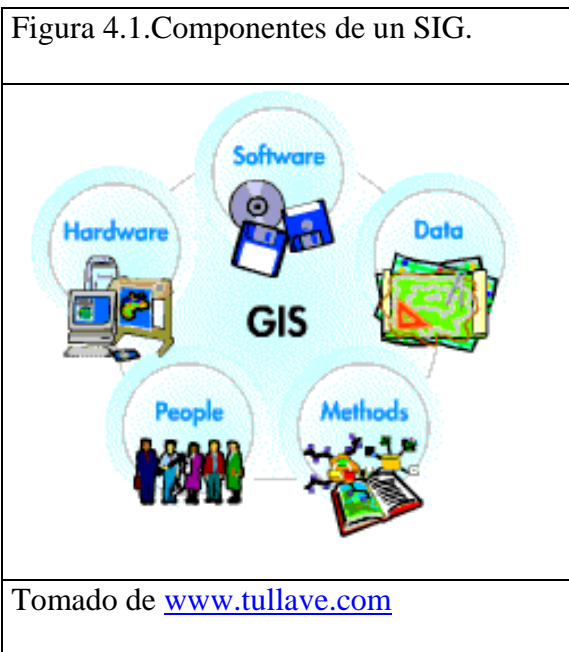 Figura 4.1.Componentes de un SIG.
Software
Hardware
Data
GIS
People
Methods
Tomado de www.tullave.com